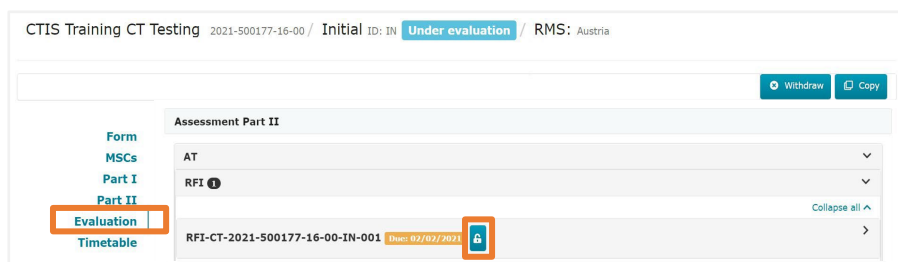 CTIS Training CT Testing 2021-500177-16-00 / Initial ID: IN Under evaluation / RMS: Austria
Withdraw Copy
Assessment Part II
Form
MSCs
AT
Part I
RFI 1
Part II
Collapse all
Evaluation
RFI-CT-2021-500177-16-00-IN-001 Due: 02/02/2021
Timetable